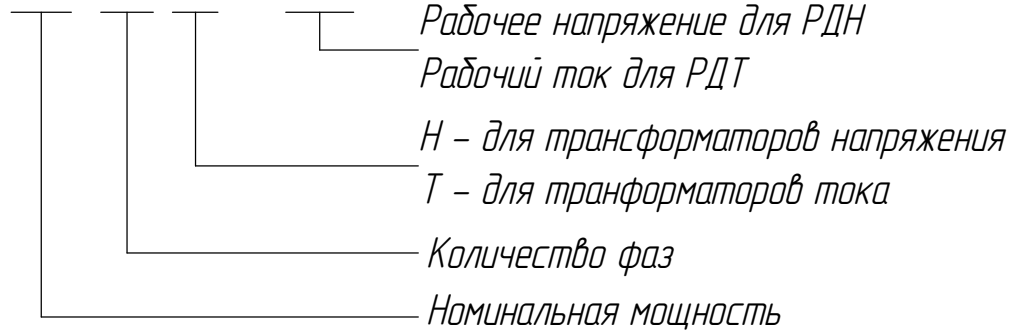 Рабочее напряжение для РДН
Рабочий ток для РДТ
Н – для трансформаторов напряжения
Т – для транформаторов тока
Количество фаз
Номинальная мощность